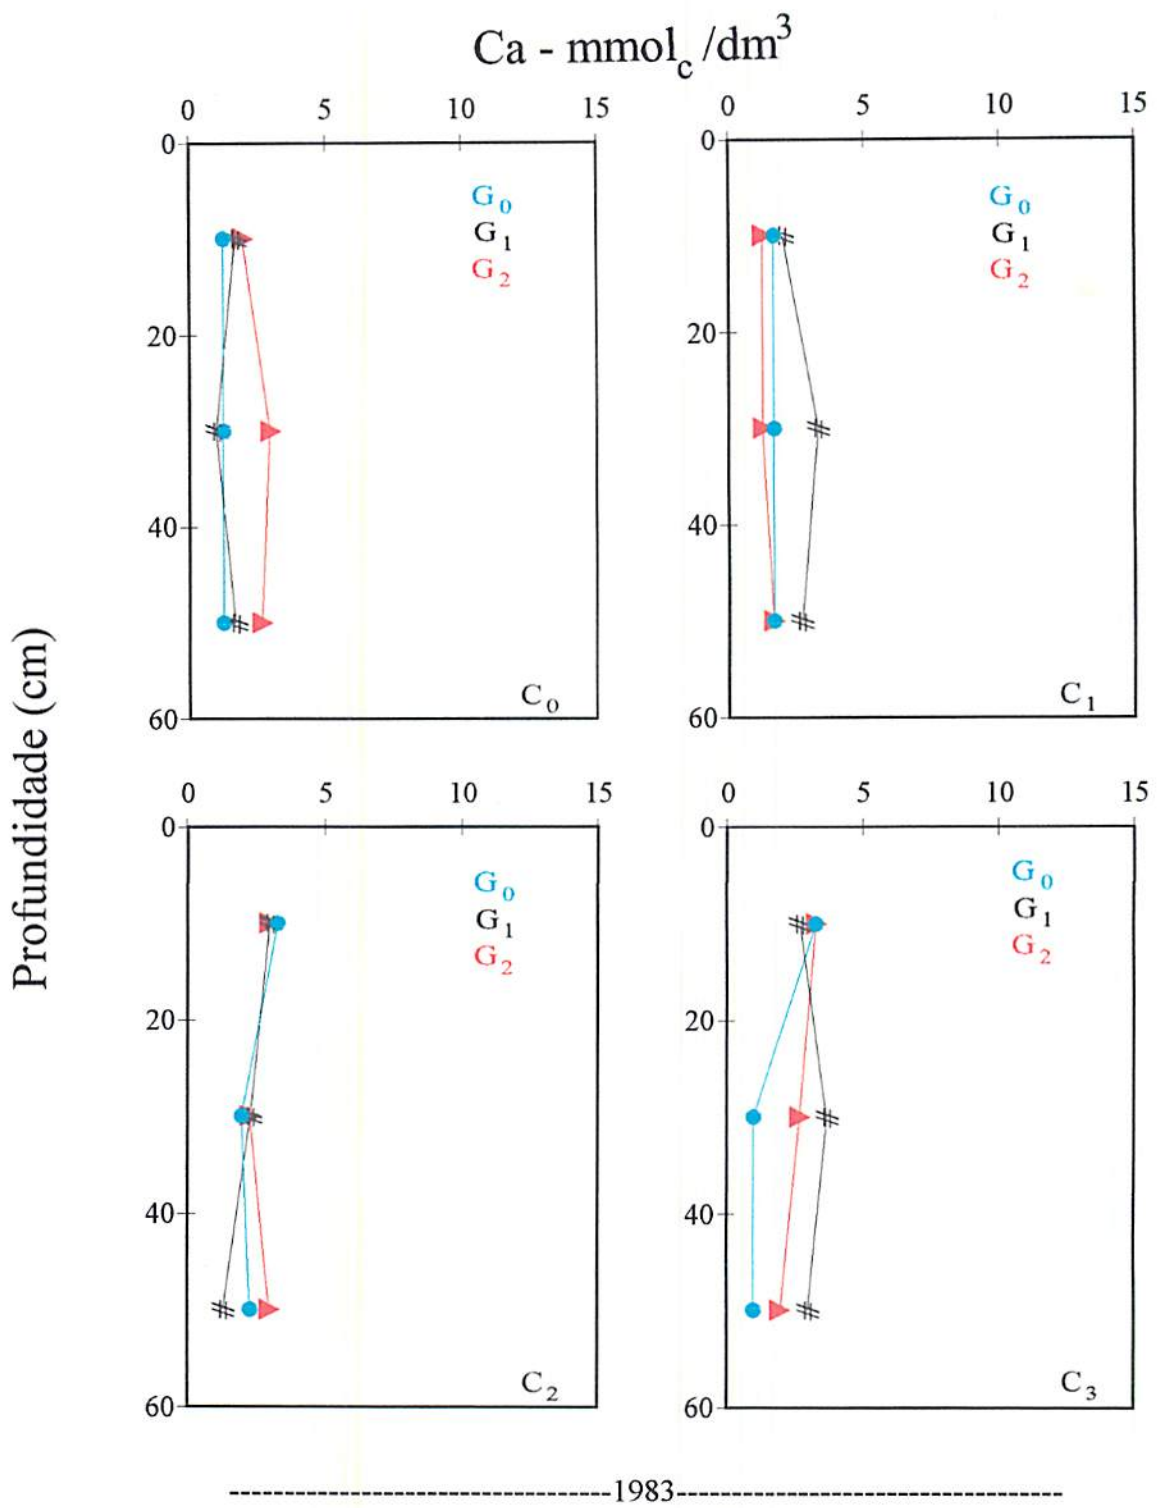 Ca - mmol_c /dm³
0 5 10 15
0 5 10 15
0
20
40
60
G₀
G₁
G₂
C₀
0
20
40
60
G₀
G₁
G₂
C₁
Profundidade (cm)
0 5 10 15
0 5 10 15
0
20
40
60
G₀
G₁
G₂
C₂
0
20
40
60
G₀
G₁
G₂
C₃
--------------------1983--------------------